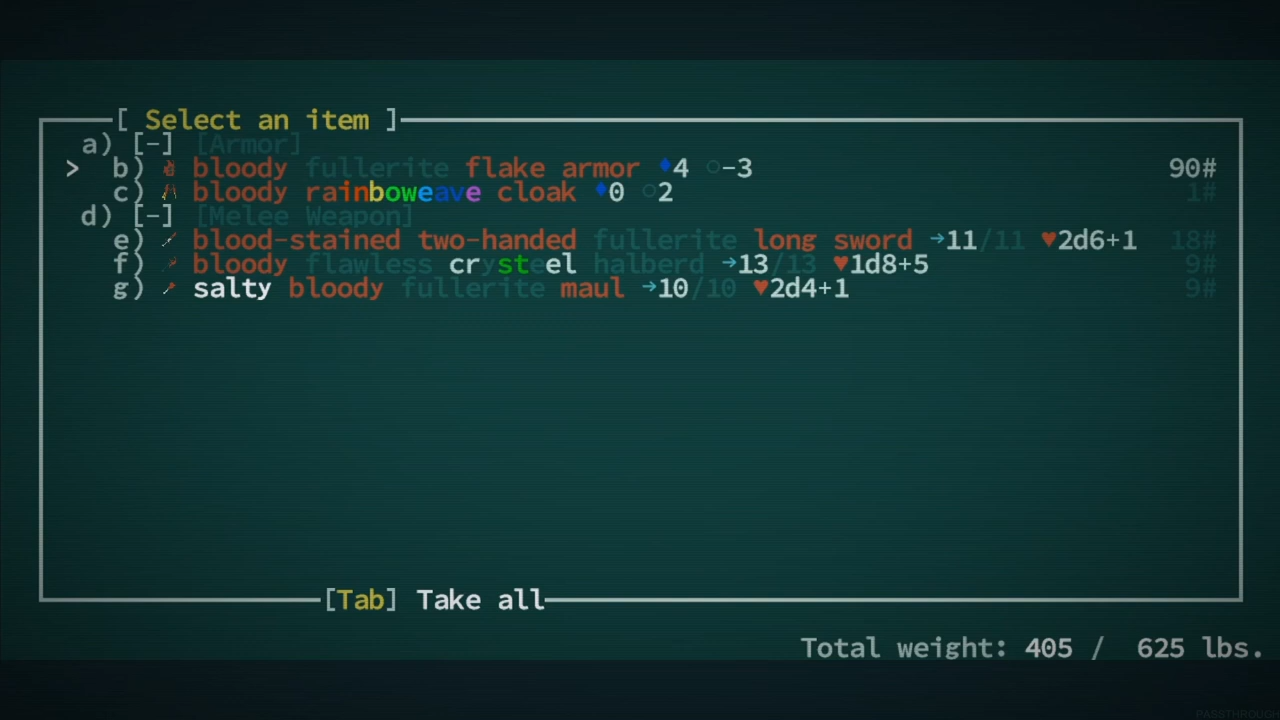 [ Select an item ]
a) [-] [Armor]
> b) bloody fullerite flake armor ♦4 ○-3 90#
c) bloody rainboweave cloak ♦0 ○2 1#
d) [-] [Melee Weapon]
e) blood-stained two-handed fullerite long sword →11/11 ♥2d6+1 18#
f) bloody flawless crysteel halberd →13/13 ♥1d8+5 9#
g) salty bloody fullerite maul →10/10 ♥2d4+1 9#
[Tab] Take all
Total weight: 405 / 625 lbs.